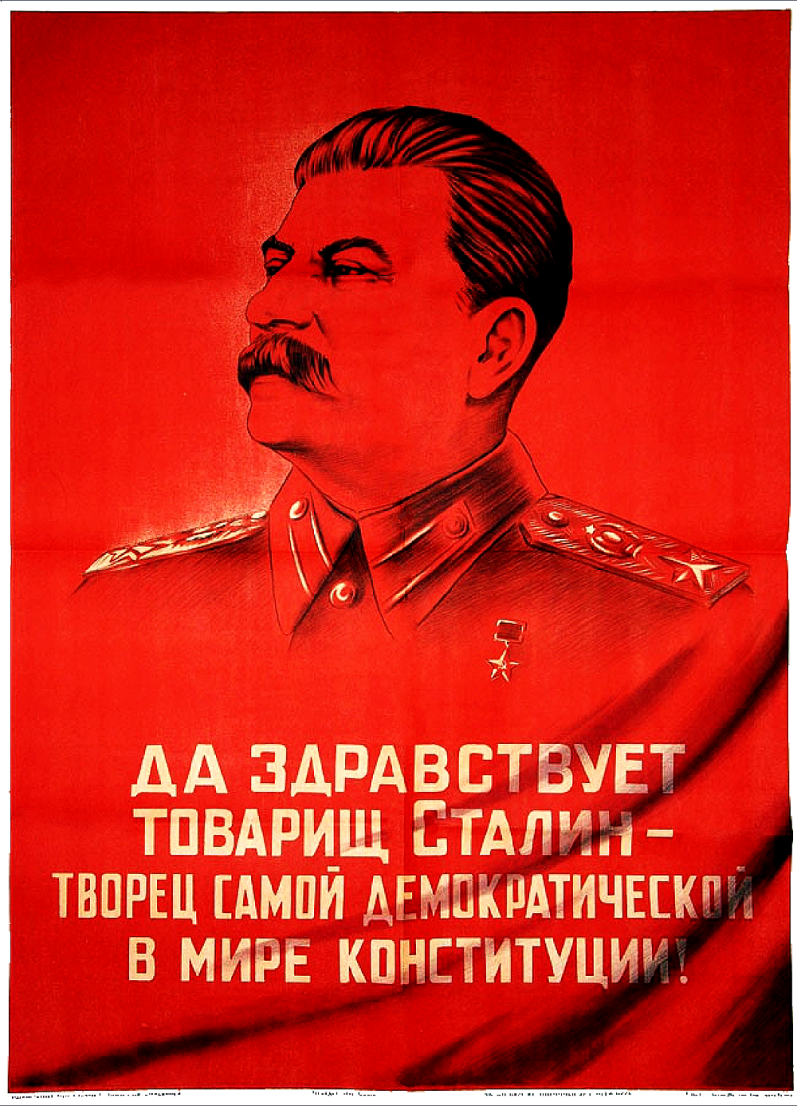 ДА ЗДРАВСТВУЕТ
ТОВАРИЩ СТАЛИН –
ТВОРЕЦ САМОЙ ДЕМОКРАТИЧЕСКОЙ
В МИРЕ КОНСТИТУЦИИ!